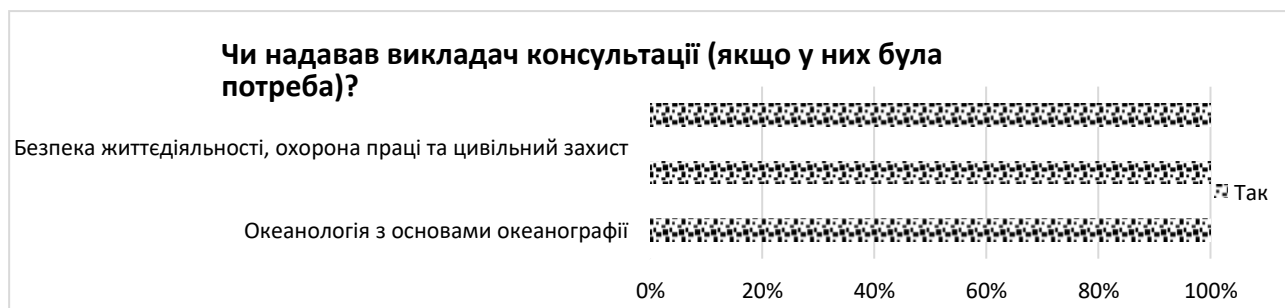 Чи надавав викладач консультації (якщо у них була
потреба)?
Безпека життєдіяльності, охорона праці та цивільний захист
Так
Океанологія з основами океанографії
0% 20% 40% 60% 80% 100%